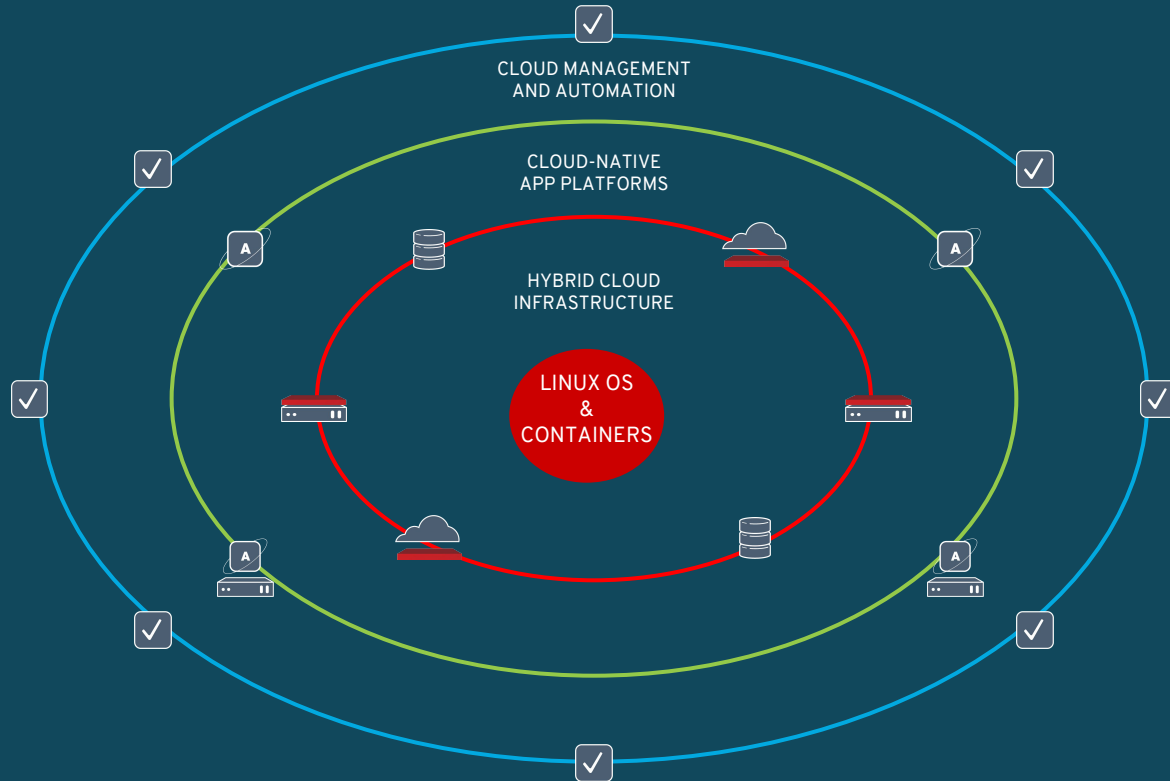 CLOUD MANAGEMENT
AND AUTOMATION
CLOUD-NATIVE
APP PLATFORMS
A
A
HYBRID CLOUD
INFRASTRUCTURE
LINUX OS
&
CONTAINERS
A
A